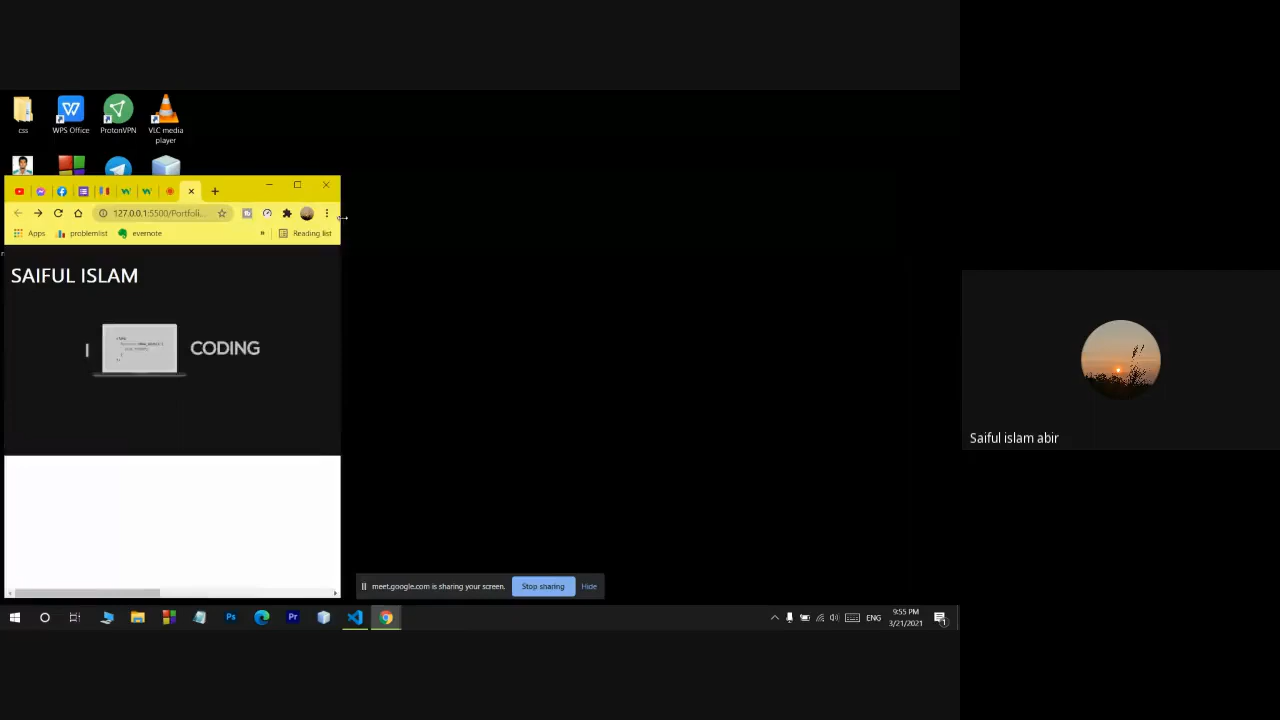 css
WPS Office
ProtonVPN
VLC media
player
127.0.0.1:5500/Portfoli...
Apps
problemlist
evernote
»
Reading list
SAIFUL ISLAM
I
CODING
Saiful islam abir
meet.google.com is sharing your screen.
Stop sharing
Hide
Ps
Pr
ENG
9:55 PM
3/21/2021